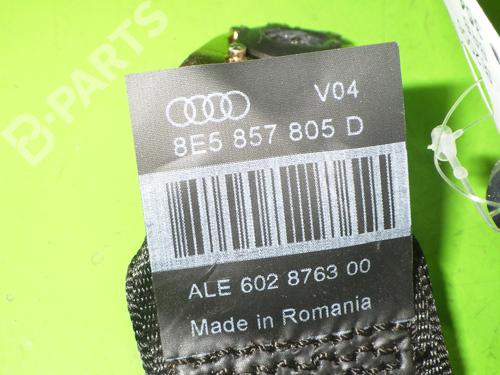 B-PARTS
V04
8E5 857 805 D
ALE 602 8763 00
Made in Romania